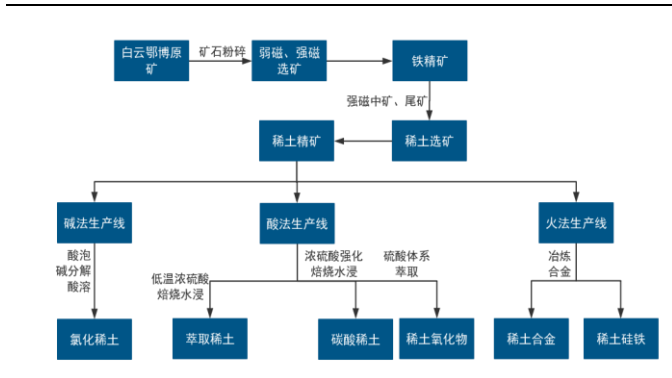 白云鄂博原
矿
矿石粉碎
弱磁、强磁
选矿
铁精矿
强磁中矿、尾矿
稀土精矿
稀土选矿
碱法生产线
酸法生产线
火法生产线
酸泡
碱分解
酸溶
低温浓硫酸
焙烧水浸
浓硫酸强化
焙烧水浸
硫酸体系
萃取
冶炼
合金
氯化稀土
萃取稀土
碳酸稀土
稀土氧化物
稀土合金
稀土硅铁